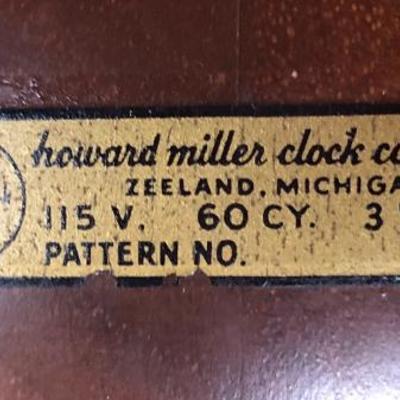 howard miller clock co
ZEELAND, MICHIGA
115 V. 60 CY. 3
PATTERN NO.